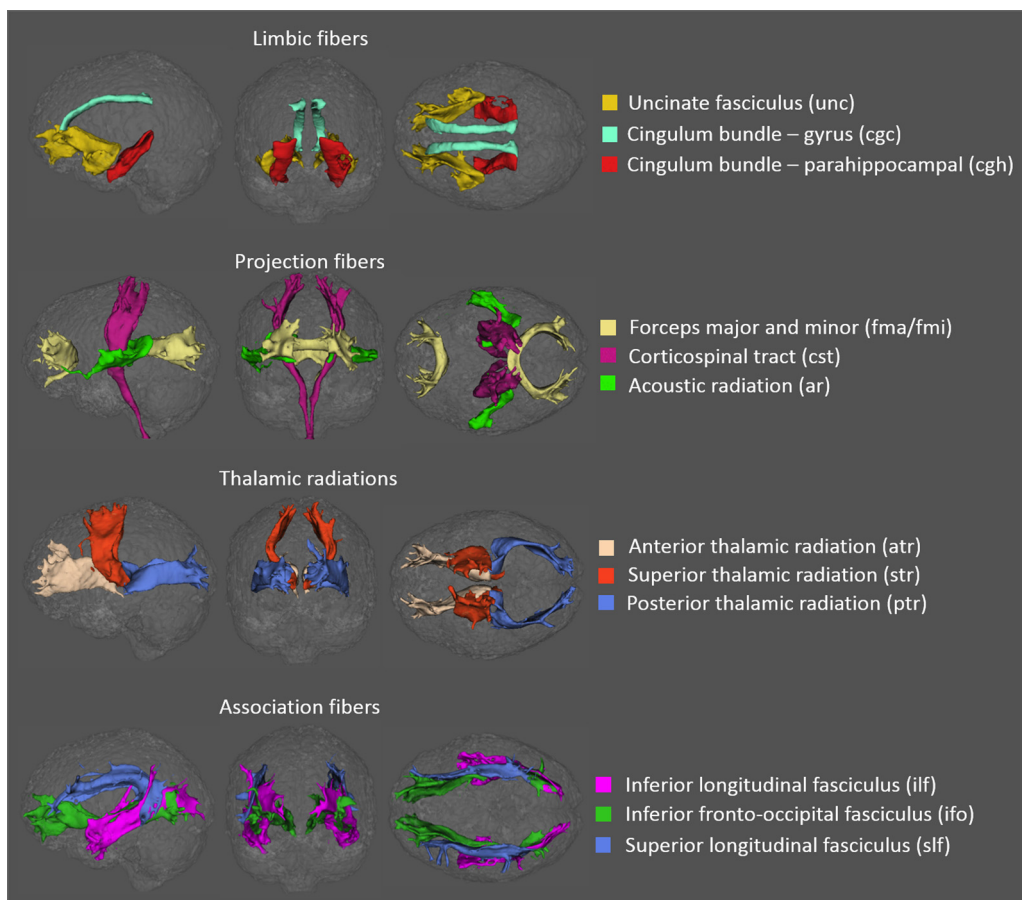 Limbic fibers
Uncinate fasciculus (unc)
Cingulum bundle – gyrus (cgc)
Cingulum bundle – parahippocampal (cgh)
Projection fibers
Forceps major and minor (fma/fmi)
Corticospinal tract (cst)
Acoustic radiation (ar)
Thalamic radiations
Anterior thalamic radiation (atr)
Superior thalamic radiation (str)
Posterior thalamic radiation (ptr)
Association fibers
Inferior longitudinal fasciculus (ilf)
Inferior fronto-occipital fasciculus (ifo)
Superior longitudinal fasciculus (slf)